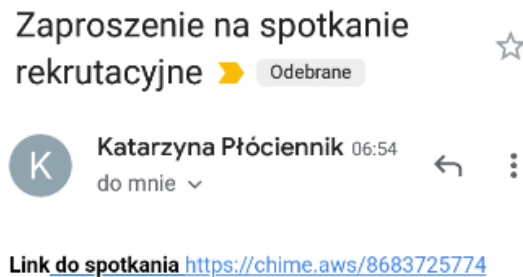 Zaproszenie na spotkanie
rekrutacyjne Odebrane
K
Katarzyna Płóciennik 06:54
do mnie
Link do spotkania https://chime.aws/8683725774